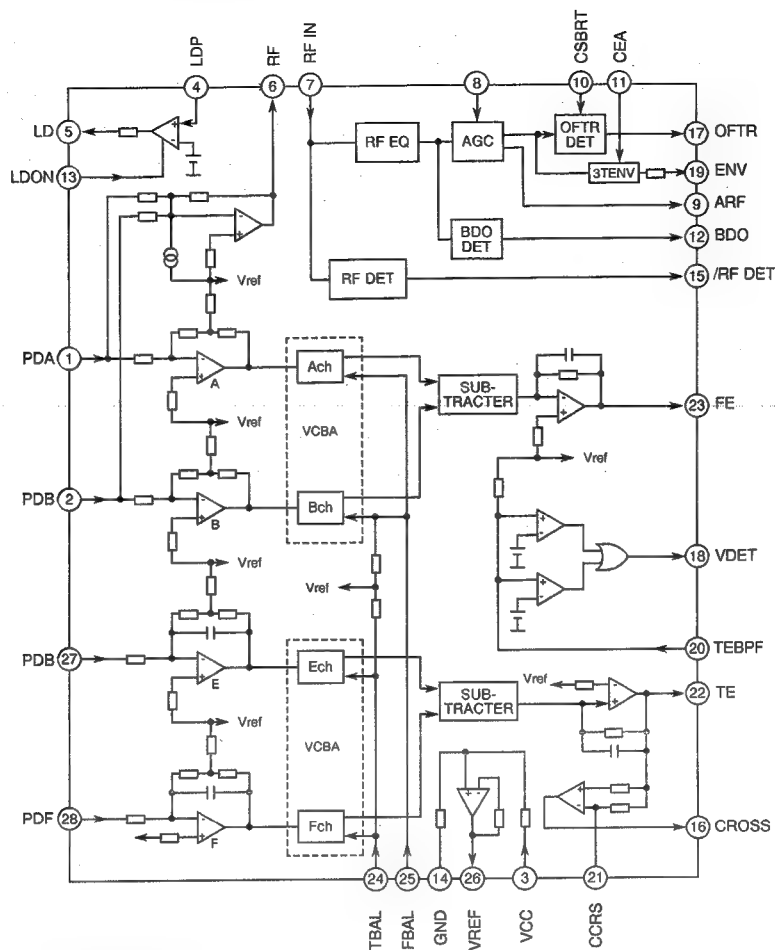 LDP
RF
RF IN
CSBRT
CEA
4
6
7
8
10
11
LD 5
LDON 13
RF EQ
AGC
OFTR DET
17 OFTR
3TENV
19 ENV
9 ARF
BDO DET
12 BDO
RF DET
15 /RF DET
Vref
PDA 1
A
Ach
SUB-TRACTER
23 FE
VCBA
Vref
Vref
PDB 2
B
Bch
18 VDET
Vref
Vref
20 TEBPF
PDB 27
E
Ech
SUB-TRACTER
Vref
22 TE
Vref
VCBA
PDF 28
F
Fch
16 CROSS
24
25
14
26
3
21
TBAL
FBAL
GND
VREF
VCC
CCRS